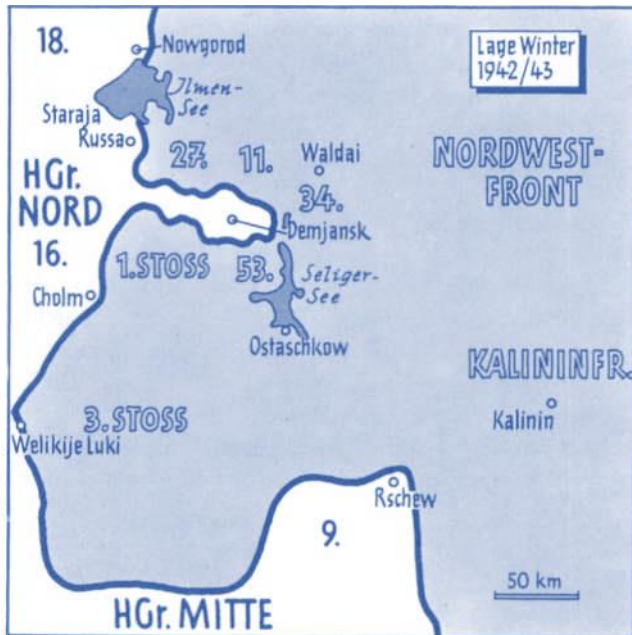 18.
Nowgorod
Lage Winter
1942/43
Ilmen-
See
Staraja
Russa
27.
11.
Waldai
NORDWEST-
FRONT
HGr.
NORD
34.
Demjansk
16.
1.STOSS
53.
Seliger-
See
Cholm
Ostaschkow
KALININFR.
Kalinin
3.STOSS
Welikije Luki
Rschew
9.
50 km
HGr. MITTE